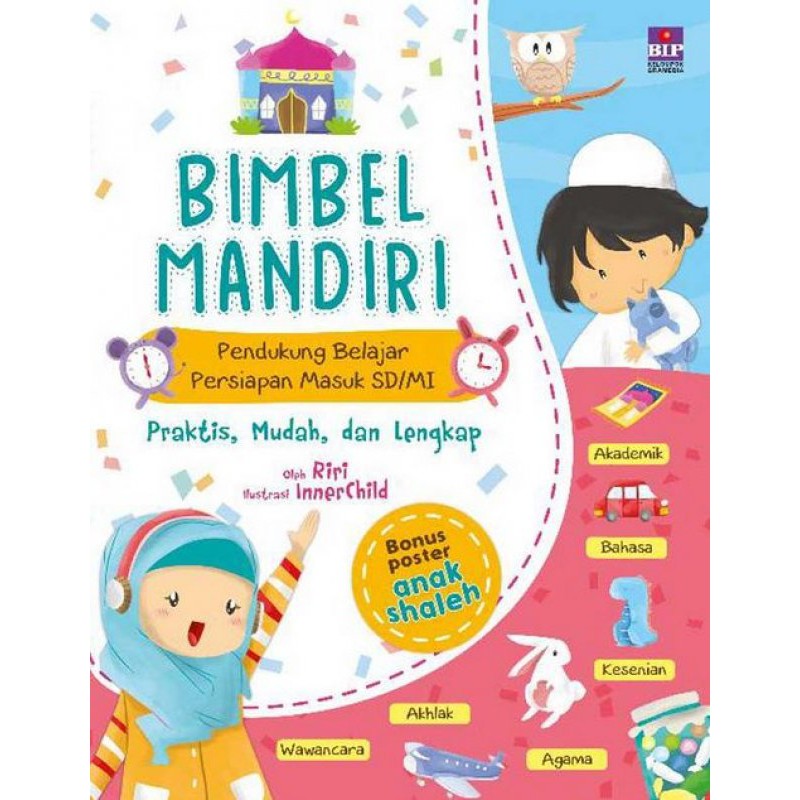 BIP
KELOMPOK
GRAMEDIA
BIMBEL
MANDIRI
Pendukung Belajar
Persiapan Masuk SD/MI
Praktis, Mudah, dan Lengkap
Oleh Riri
Ilustrasi InnerChild
Bonus
poster
anak
shaleh
Akademik
Bahasa
Kesenian
Akhlak
Wawancara
Agama